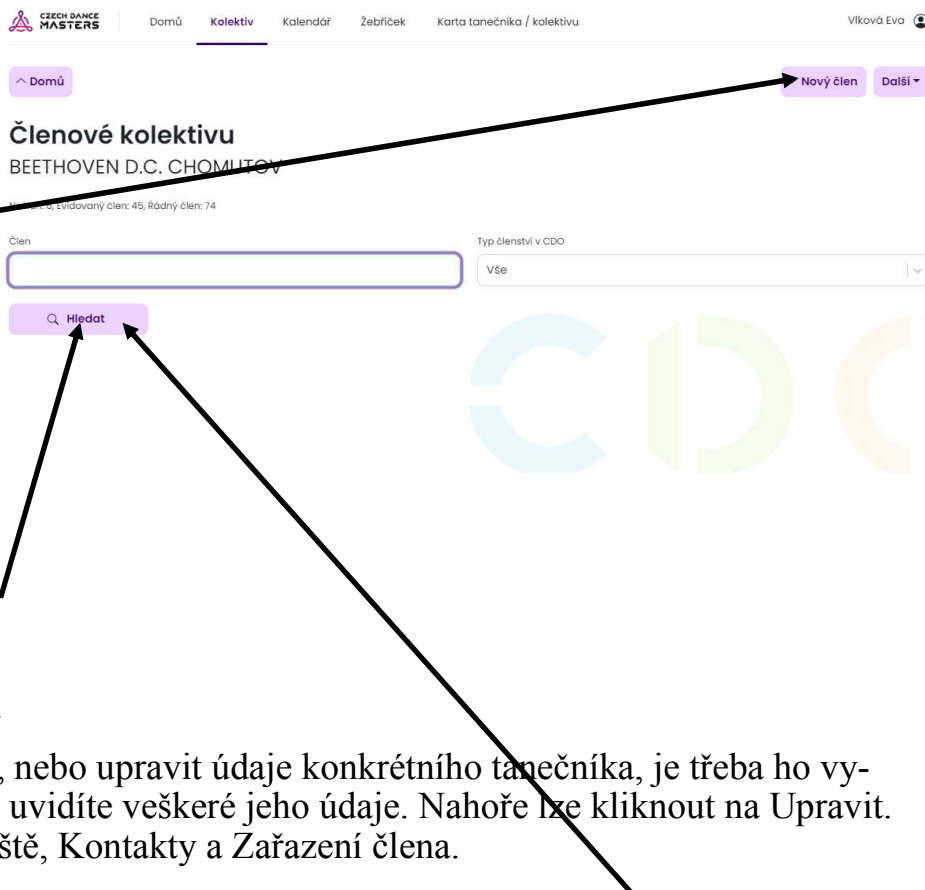 CZECH DANCE
MASTERS
Domů Kolektiv Kalendář Žebříček Karta tanečníka / kolektivu Vlková Eva
Domů Nový člen Další
Členové kolektivu
BEETHOVEN D.C. CHOMUTOV
6, Evidovaný člen: 45, Řádný člen: 74
Člen Typ členství v CDO
Vše
Hledat
CDC
, nebo upravit údaje konkrétního tanečníka, je třeba ho vy-
uvidíte veškeré jeho údaje. Nahoře lze kliknout na Upravit.
ště, Kontakty a Zařazení člena.